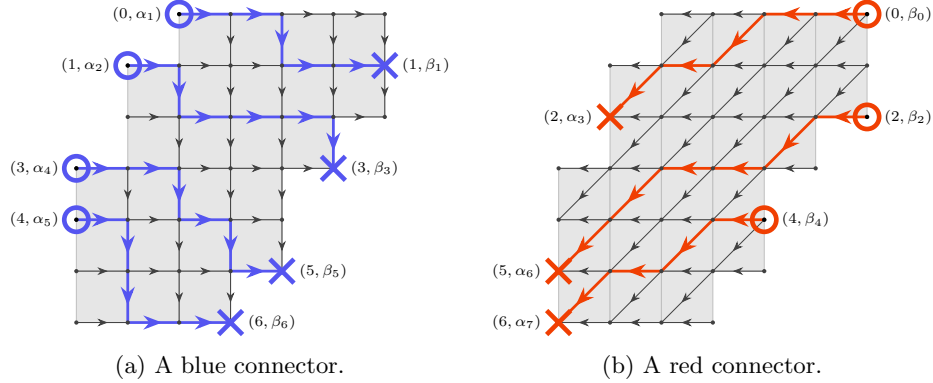 (0, α₁)
(1, α₂)
(1, β₁)
(3, α₄)
(3, β₃)
(4, α₅)
(5, β₅)
(6, β₆)
(a) A blue connector.
(0, β₀)
(2, α₃)
(2, β₂)
(4, β₄)
(5, α₆)
(6, α₇)
(b) A red connector.